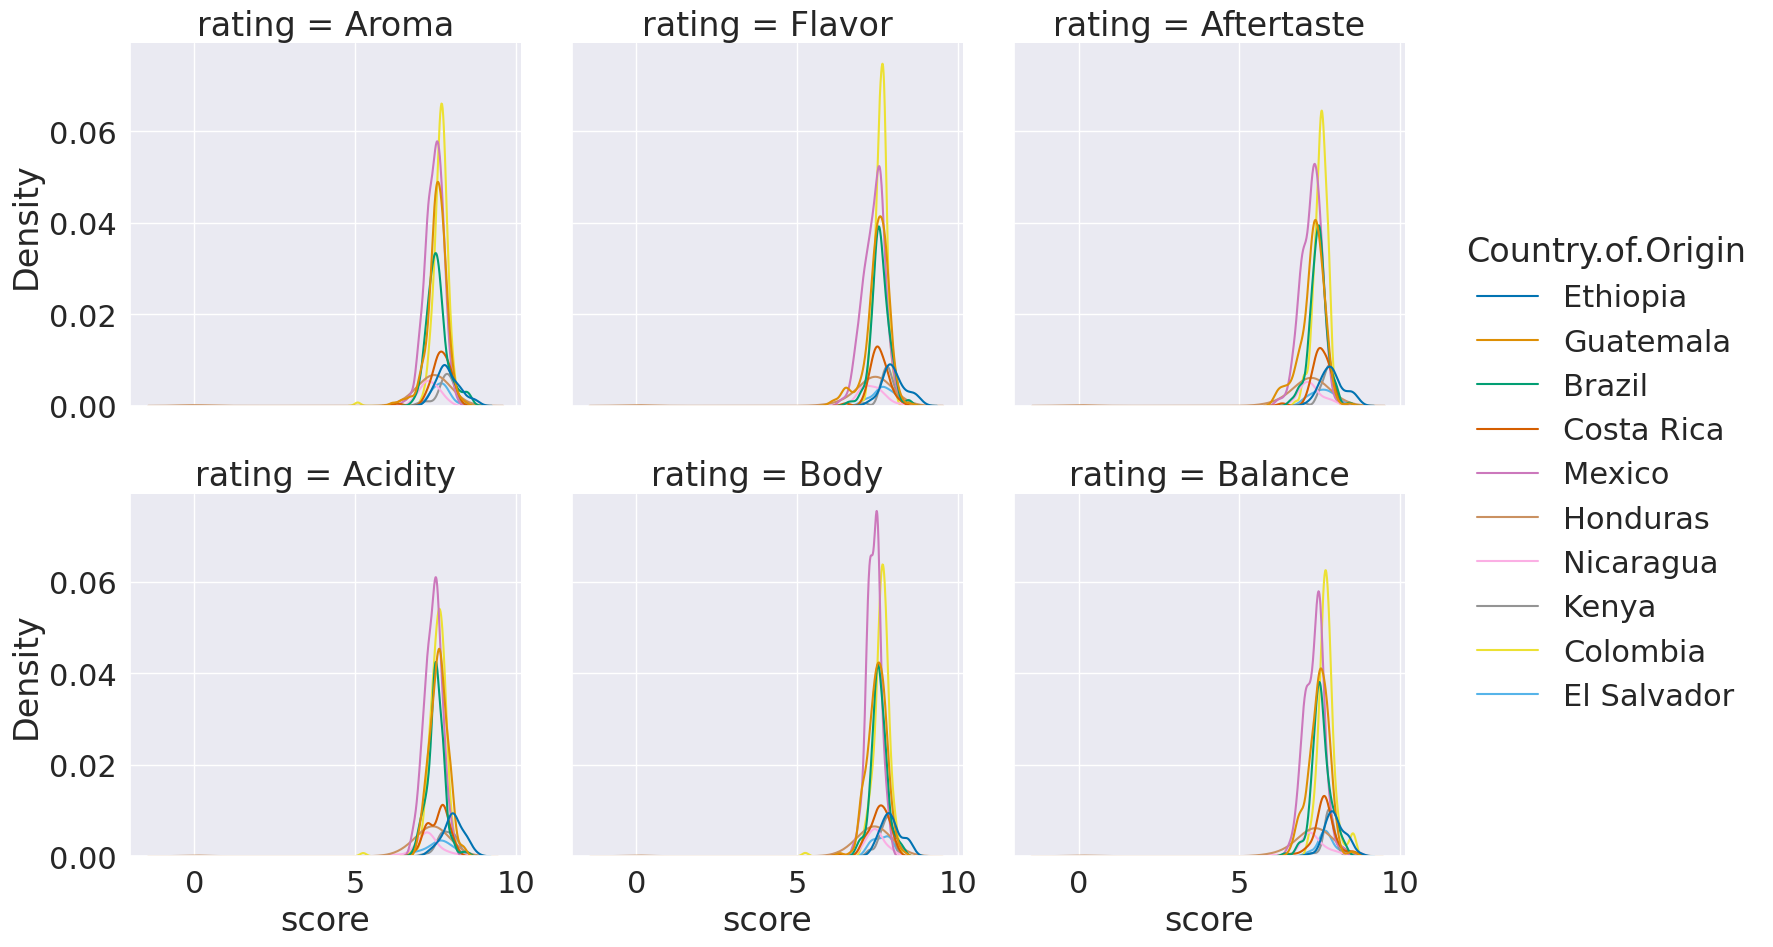 rating = Aroma
rating = Flavor
rating = Aftertaste
Density
0.06
0.04
0.02
0.00
rating = Acidity
rating = Body
rating = Balance
Density
0.06
0.04
0.02
0.00
0 5 10
0 5 10
0 5 10
score
score
score
Country.of.Origin
Ethiopia
Guatemala
Brazil
Costa Rica
Mexico
Honduras
Nicaragua
Kenya
Colombia
El Salvador